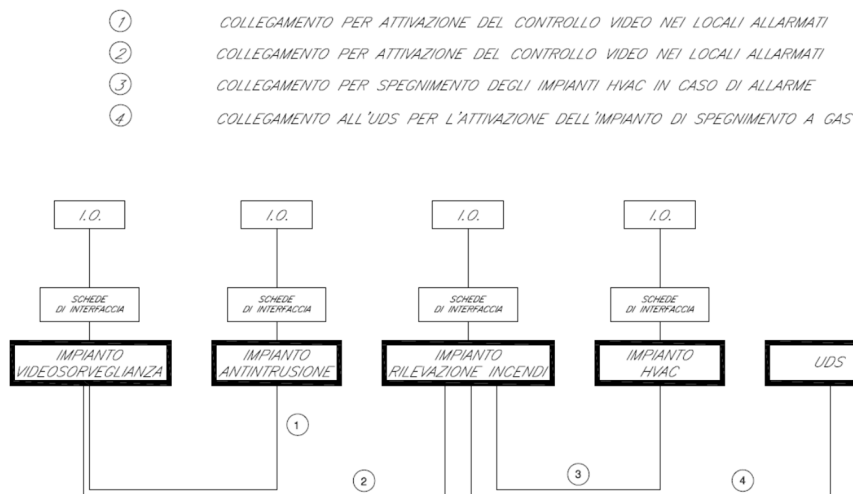 1 COLLEGAMENTO PER ATTIVAZIONE DEL CONTROLLO VIDEO NEI LOCALI ALLARMATI
2 COLLEGAMENTO PER ATTIVAZIONE DEL CONTROLLO VIDEO NEI LOCALI ALLARMATI
3 COLLEGAMENTO PER SPEGNIMENTO DEGLI IMPIANTI HVAC IN CASO DI ALLARME
4 COLLEGAMENTO ALL'UDS PER L'ATTIVAZIONE DELL'IMPIANTO DI SPEGNIMENTO A GAS
I.O.
I.O.
I.O.
I.O.
SCHEDE
DI INTERFACCIA
SCHEDE
DI INTERFACCIA
SCHEDE
DI INTERFACCIA
SCHEDE
DI INTERFACCIA
IMPIANTO
VIDEOSORVEGLIANZA
IMPIANTO
ANTINTRUSIONE
IMPIANTO
RILEVAZIONE INCENDI
IMPIANTO
HVAC
UDS
1
2
3
4